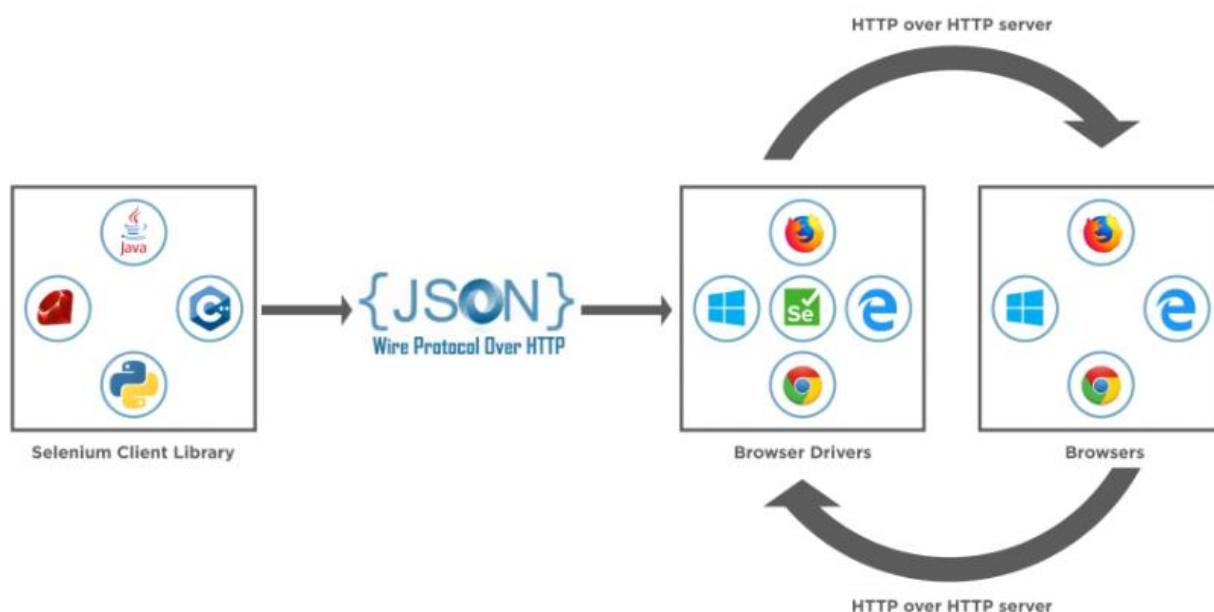 HTTP over HTTP server
Java
C++
{JSON}
Wire Protocol Over HTTP
Se
Selenium Client Library
Browser Drivers
Browsers
HTTP over HTTP server